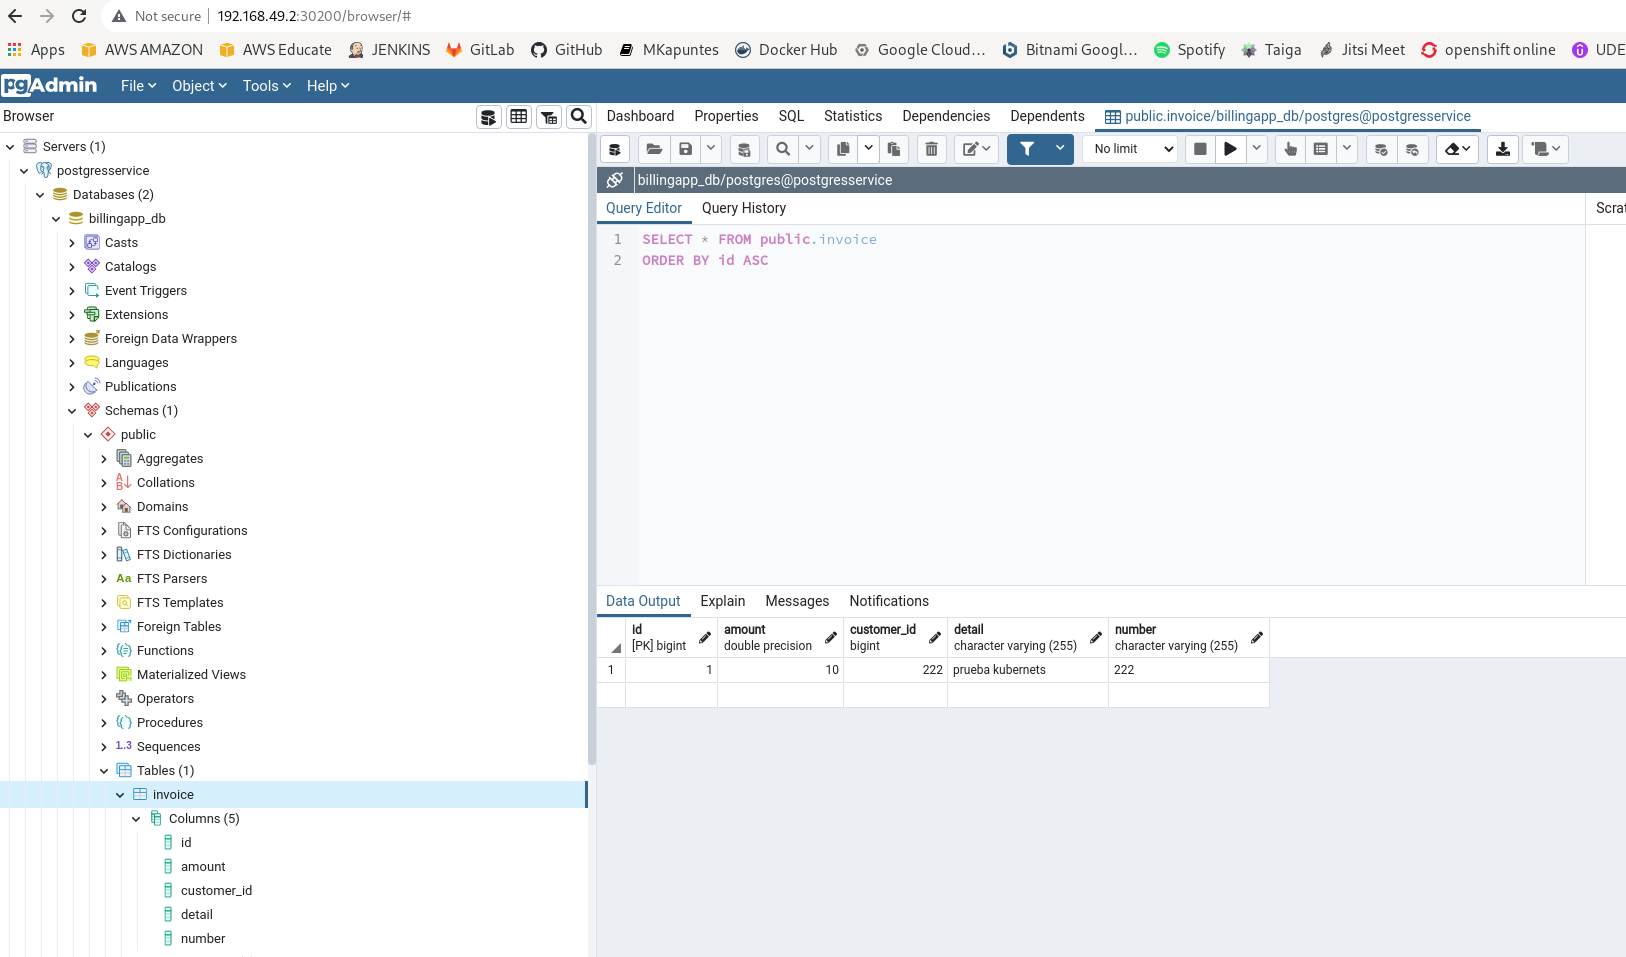 Not secure 192.168.49.2:30200/browser/#
Apps AWS AMAZON AWS Educate JENKINS GitLab GitHub MKapuntes Docker Hub Google Cloud... Bitnami Googl... Spotify Taiga Jitsi Meet openshift online UDE
pgAdmin File Object Tools Help
Browser
Dashboard Properties SQL Statistics Dependencies Dependents public.invoice/billingapp_db/postgres@postgresservice
No limit
billingapp_db/postgres@postgresservice
Query Editor Query History Scrat
1 SELECT * FROM public.invoice
2 ORDER BY id ASC
Servers (1)
postgresservice
Databases (2)
billingapp_db
Casts
Catalogs
Event Triggers
Extensions
Foreign Data Wrappers
Languages
Publications
Schemas (1)
public
Aggregates
Collations
Domains
FTS Configurations
FTS Dictionaries
Aa FTS Parsers
FTS Templates
Foreign Tables
Functions
Materialized Views
Operators
Procedures
1..3 Sequences
Tables (1)
invoice
Columns (5)
id
amount
customer_id
detail
number
Data Output Explain Messages Notifications
id amount customer_id detail number
[PK] bigint double precision bigint character varying (255) character varying (255)
1 1 10 222 prueba kubernets 222